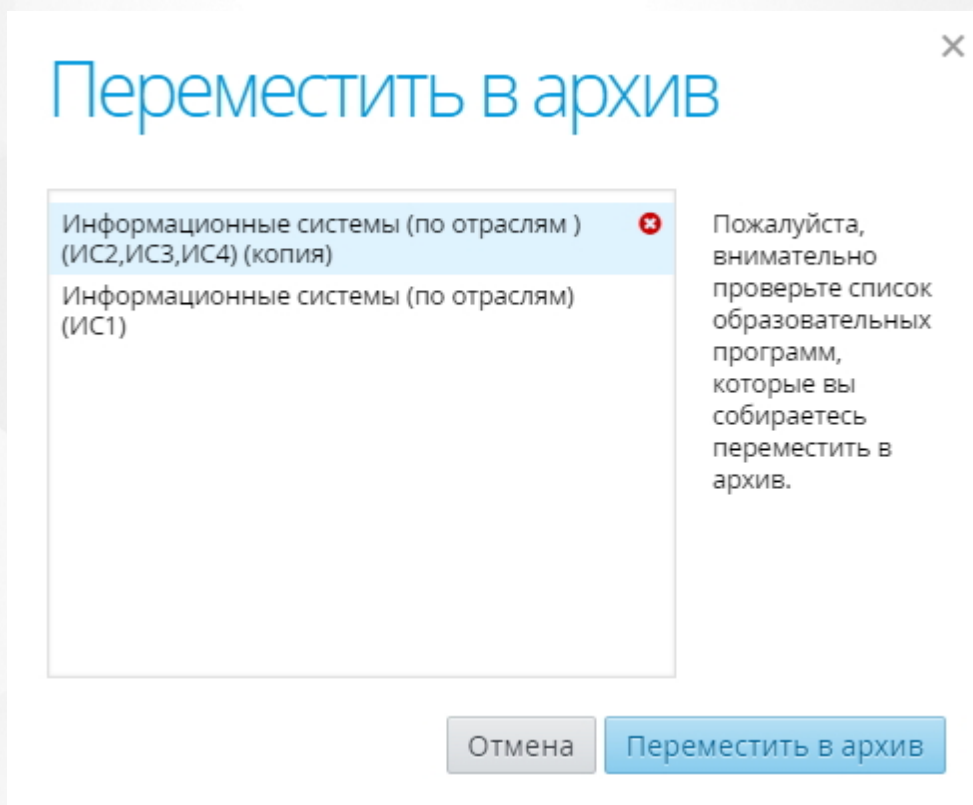 Переместить в архив
Информационные системы (по отраслям )
(ИС2,ИС3,ИС4) (копия)
Информационные системы (по отраслям)
(ИС1)
Пожалуйста,
внимательно
проверьте список
образовательных
программ,
которые вы
собираетесь
переместить в
архив.
Отмена
Переместить в архив